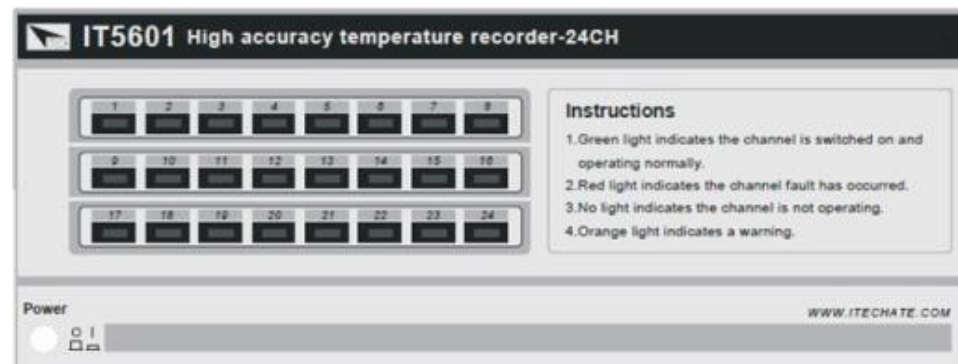 IT5601 High accuracy temperature recorder-24CH
1 2 3 4 5 6 7 8
9 10 11 12 13 14 15 16
17 18 19 20 21 22 23 24
Instructions
1.Green light indicates the channel is switched on and
operating normally.
2.Red light indicates the channel fault has occurred.
3.No light indicates the channel is not operating.
4.Orange light indicates a warning.
Power
WWW.ITECHATE.COM